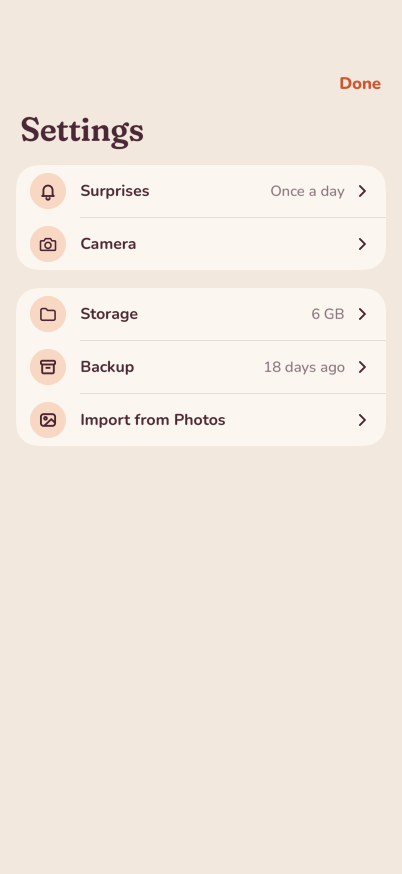 Done
Settings
Surprises Once a day
Camera
Storage 6 GB
Backup 18 days ago
Import from Photos